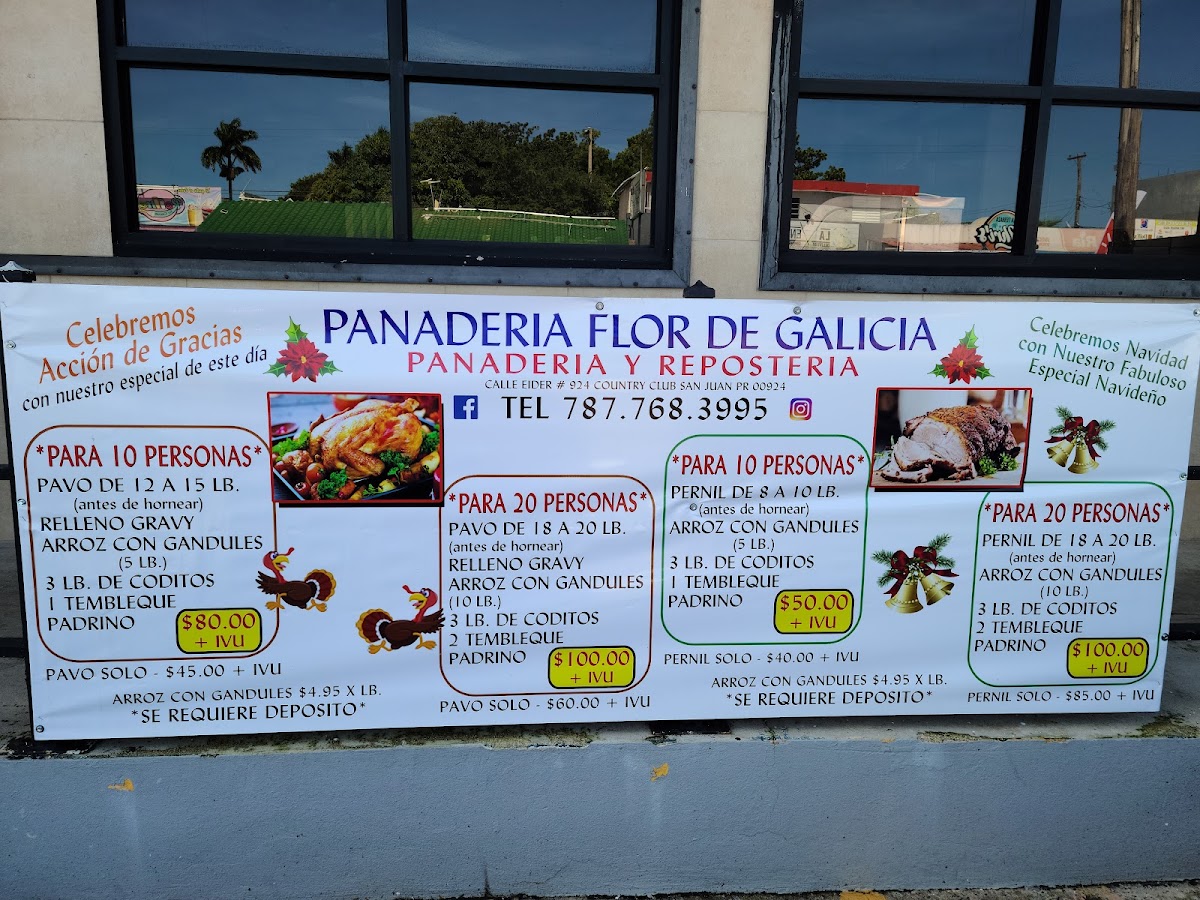 Celebremos
Acción de Gracias
con nuestro especial de este día
PANADERIA FLOR DE GALICIA
PANADERIA Y REPOSTERIA
CALLE EIDER # 924 COUNTRY CLUB SAN JUAN PR 00924
TEL 787.768.3995
Celebremos Navidad
con Nuestro Fabuloso
Especial Navideño
*PARA 10 PERSONAS*
PAVO DE 12 A 15 LB.
(antes de hornear)
RELLENO GRAVY
ARROZ CON GANDULES
(5 LB.)
3 LB. DE CODITOS
1 TEMBLEQUE
PADRINO
$80.00
+ IVU
PAVO SOLO - $45.00 + IVU
ARROZ CON GANDULES $4.95 X LB.
*SE REQUIERE DEPOSITO*
*PARA 20 PERSONAS*
PAVO DE 18 A 20 LB.
(antes de hornear)
RELLENO GRAVY
ARROZ CON GANDULES
(10 LB.)
3 LB. DE CODITOS
2 TEMBLEQUE
PADRINO
$100.00
+ IVU
PAVO SOLO - $60.00 + IVU
*PARA 10 PERSONAS*
PERNIL DE 8 A 10 LB.
(antes de hornear)
ARROZ CON GANDULES
(5 LB.)
3 LB. DE CODITOS
1 TEMBLEQUE
PADRINO
$50.00
+ IVU
PERNIL SOLO - $40.00 + IVU
ARROZ CON GANDULES $4.95 X LB.
*SE REQUIERE DEPOSITO*
*PARA 20 PERSONAS*
PERNIL DE 18 A 20 LB.
(antes de hornear)
ARROZ CON GANDULES
(10 LB.)
3 LB. DE CODITOS
2 TEMBLEQUE
PADRINO
$100.00
+ IVU
PERNIL SOLO - $85.00 + IVU